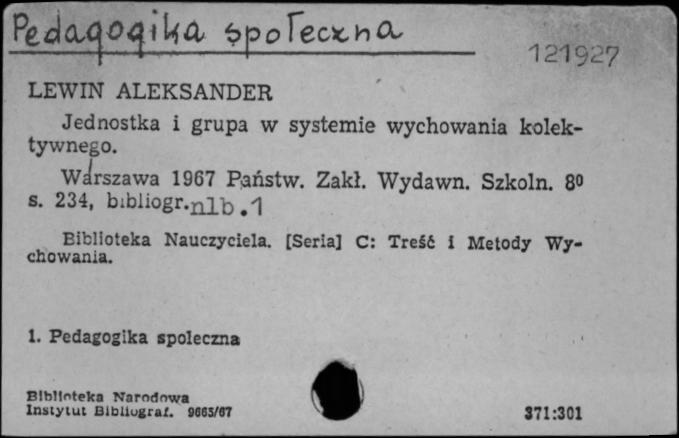 Pedagogika społeczna
121927
LEWIN ALEKSANDER
Jednostka i grupa w systemie wychowania kolek-
tywnego.
Warszawa 1967 Państw. Zakł. Wydawn. Szkoln. 8⁰
s. 234, bibliogr. nlb. 1
Biblioteka Nauczyciela. [Seria] C: Treść i Metody Wy-
chowania.
1. Pedagogika spoleczna
Biblioteka Narodowa
Instytut Bibliograf. 9665/67
371:301